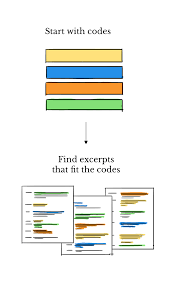 Start with codes
Find excerpts
that fit the codes